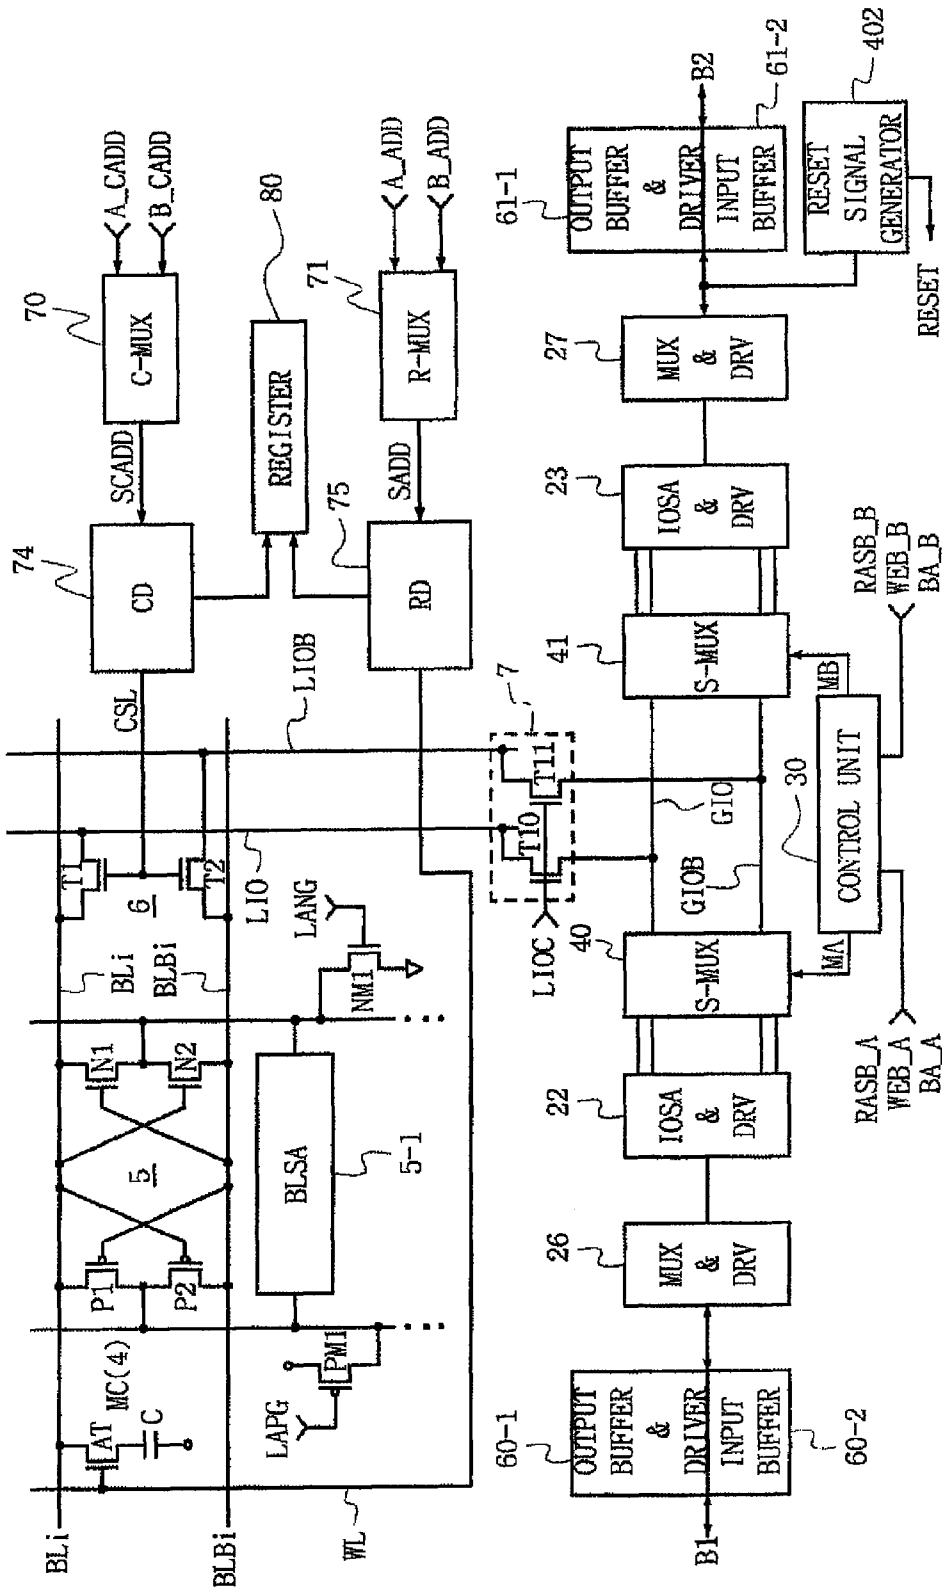 BLi
BLBi
WL
AT
MC(4)
C
P1
P2
5
N1
N2
BLi
BLBi
T1
T2
6
LIO
LIOB
CSL
CD
74
SCADD
C-MUX
70
A_CADD
B_CADD
REGISTER
80
RD
75
SADD
R-MUX
71
A_ADD
B_ADD
BLSA
5-1
LAPG
PM1
LANG
NM1
LIOC
T10
T11
7
GIO
GIOB
B1
OUTPUT
BUFFER
&
DRIVER
INPUT
BUFFER
60-1
60-2
MUX
&
DRV
26
IOSA
&
DRV
22
S-MUX
40
S-MUX
41
IOSA
&
DRV
23
MUX
&
DRV
27
OUTPUT
BUFFER
&
DRIVER
INPUT
BUFFER
61-1
61-2
B2
MA
CONTROL UNIT
30
MB
RASB_A
WEB_A
BA_A
RASB_B
WEB_B
BA_B
RESET
SIGNAL
GENERATOR
402
RESET